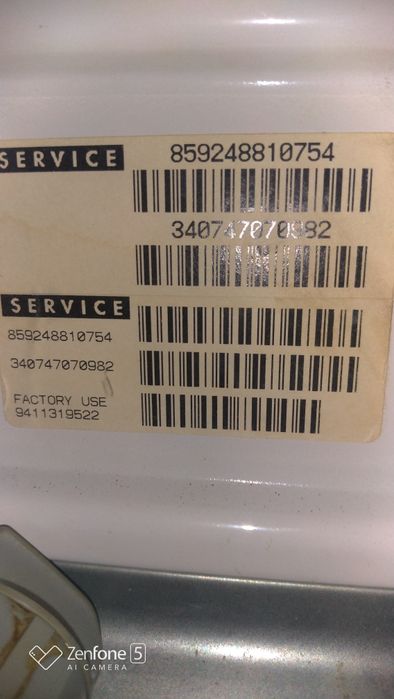 SERVICE 859248810754
340747070982
SERVICE
859248810754
340747070982
FACTORY USE
9411319522
Zenfone 5
AI CAMERA